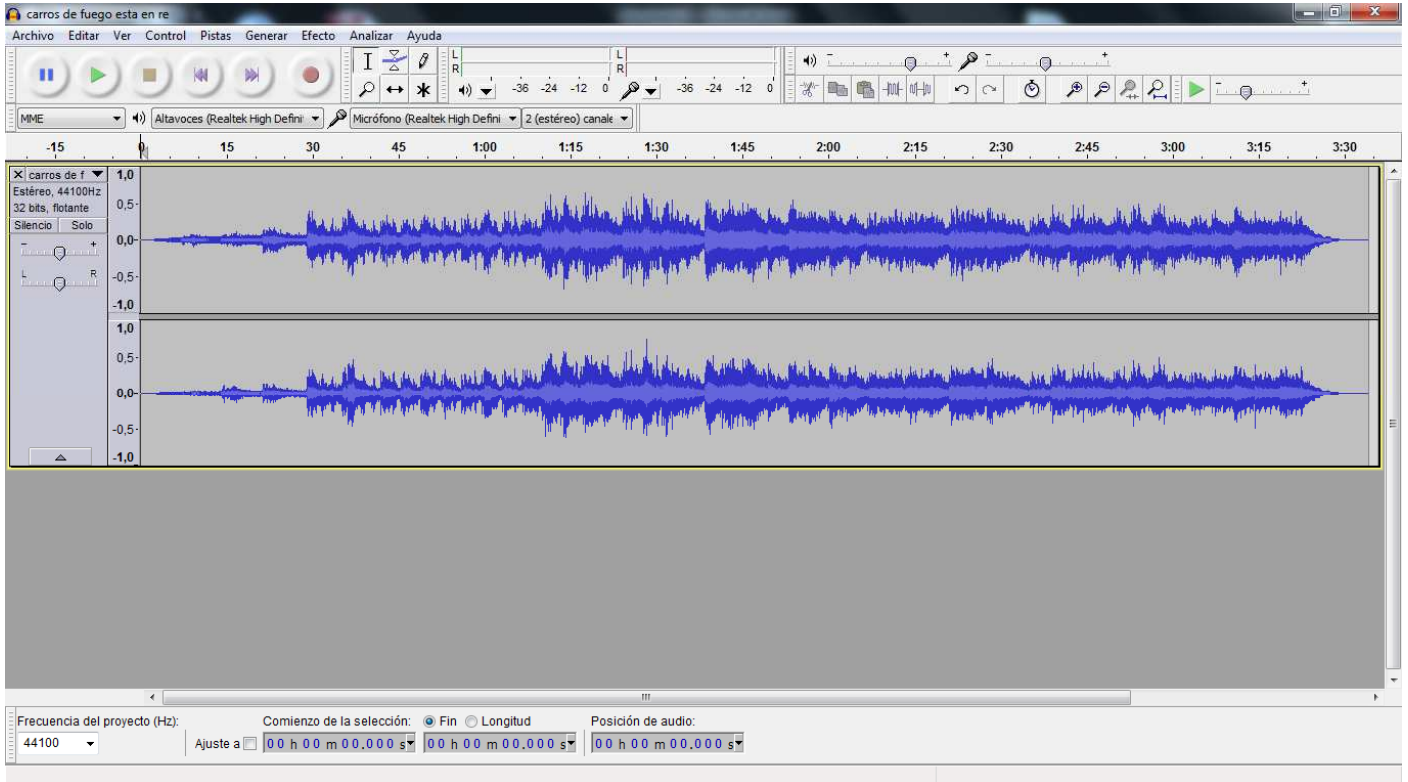 carros de fuego esta en re
Archivo Editar Ver Control Pistas Generar Efecto Analizar Ayuda
L R L R
-36 -24 -12 0 -36 -24 -12 0
MME Altavoces (Realtek High Defini Micrófono (Realtek High Defini 2 (estéreo) canale
-15 0 15 30 45 1:00 1:15 1:30 1:45 2:00 2:15 2:30 2:45 3:00 3:15 3:30
carros de f
Estéreo, 44100Hz
32 bits, flotante
Silencio Solo
- +
L R
1,0
0,5
0,0
-0,5
-1,0
1,0
0,5
0,0
-0,5
-1,0
Frecuencia del proyecto (Hz): Comienzo de la selección: Fin Longitud Posición de audio:
44100 Ajuste a 00 h 00 m 00.000 s 00 h 00 m 00.000 s 00 h 00 m 00.000 s